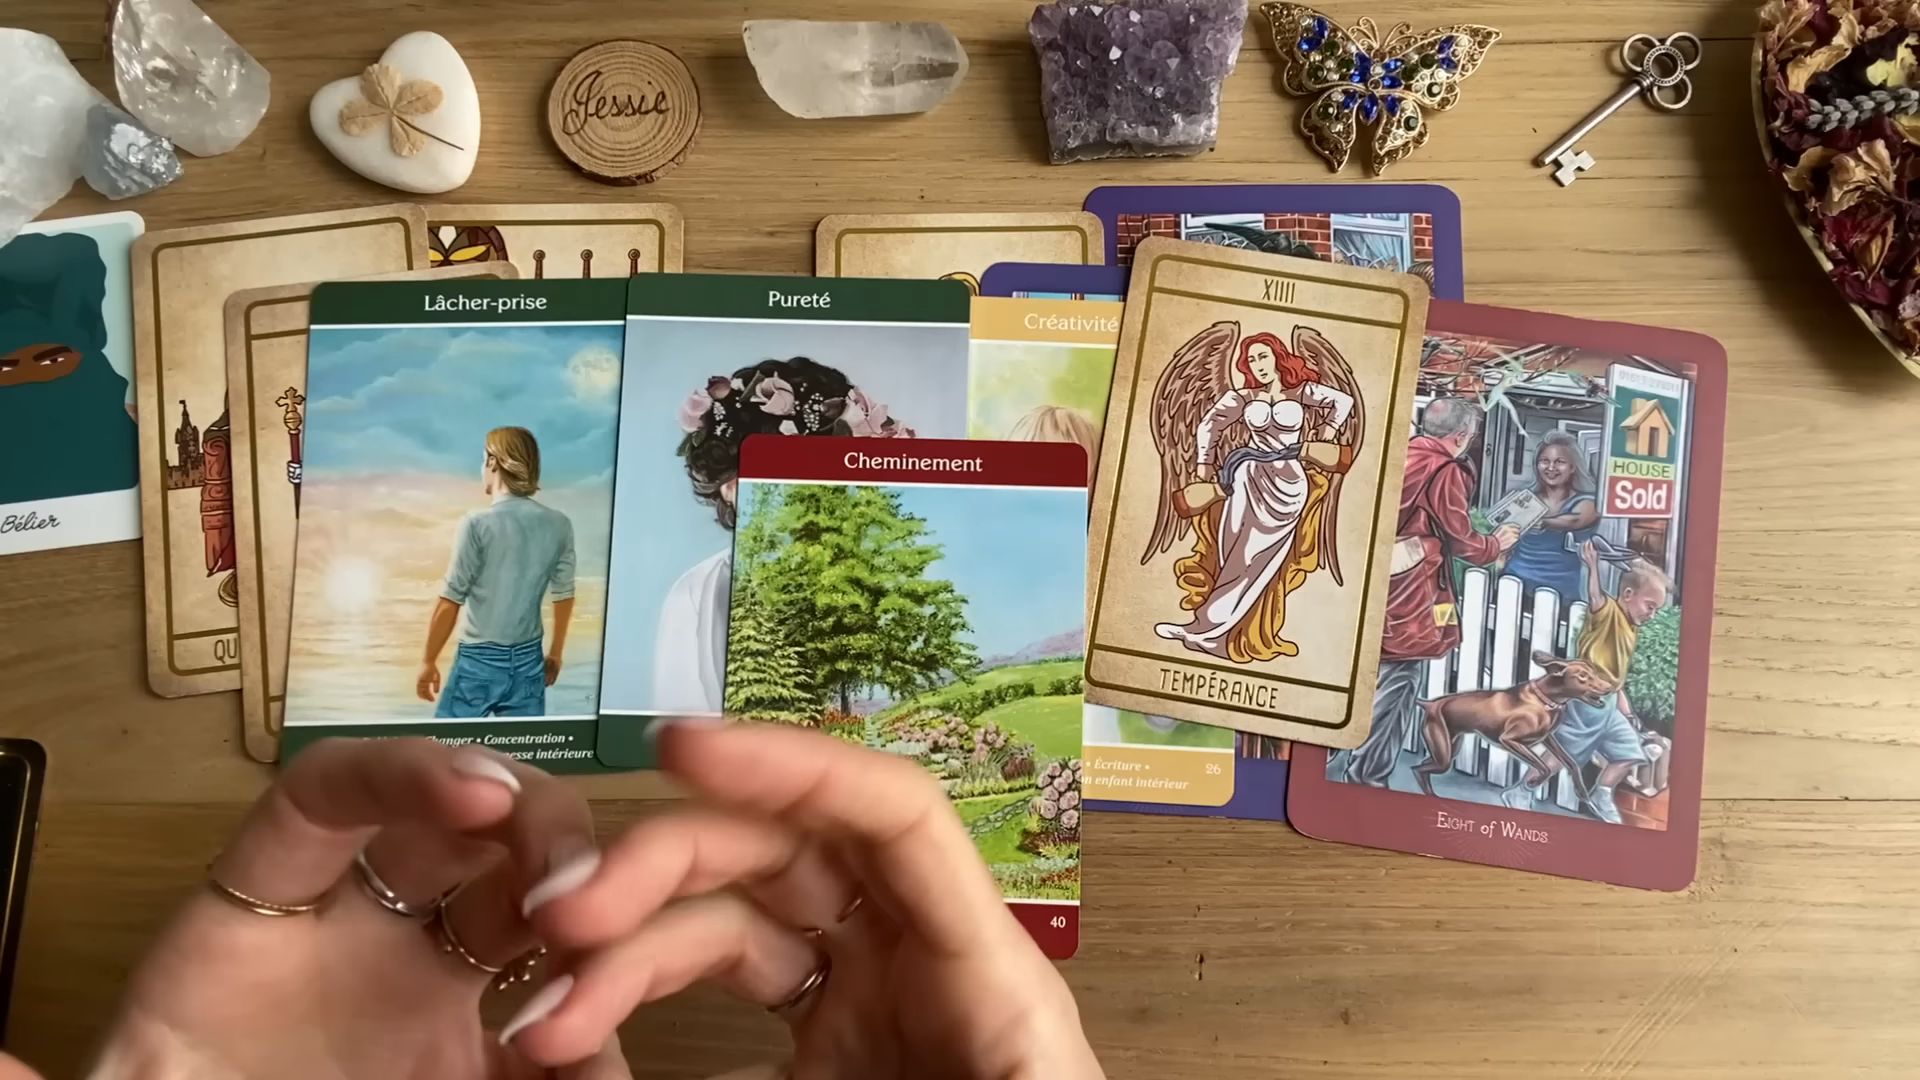 Jessie
XIIII
Lâcher-prise
Pureté
Créativité
HOUSE
Sold
Cheminement
Bélier
QU
TEMPÉRANCE
Changer • Concentration •
esse intérieure
• Écriture •
26
n enfant intérieur
EIGHT of WANDS
40